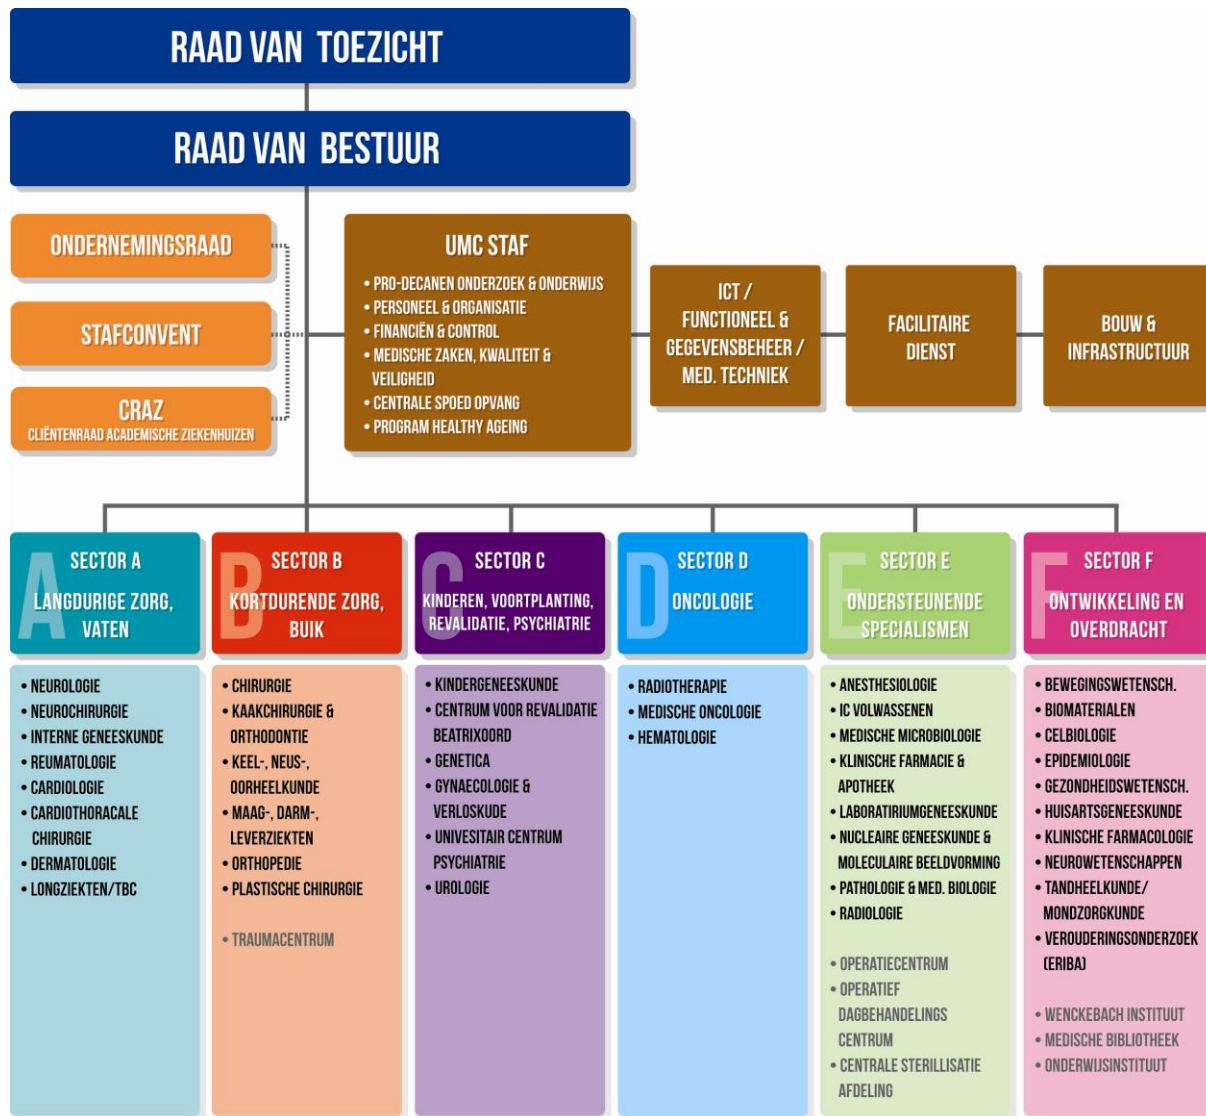 RAAD VAN TOEZICHT
RAAD VAN BESTUUR
ONDERNEMINGSRAAD
STAFCONVENT
CRAZ
CLIËNTENRAAD ACADEMISCHE ZIEKENHUIZEN
UMC STAF
• PRO-DECANEN ONDERZOEK & ONDERWIJS
• PERSONEEL & ORGANISATIE
• FINANCIËN & CONTROL
• MEDISCHE ZAKEN, KWALITEIT &
VEILIGHEID
• CENTRALE SPOED OPVANG
• PROGRAM HEALTHY AGEING
ICT /
FUNCTIONEEL &
GEGEVENSBEHEER /
MED. TECHNIEK
FACILITAIRE
DIENST
BOUW &
INFRASTRUCTUUR
A
SECTOR A
LANGDURIGE ZORG,
VATEN
• NEUROLOGIE
• NEUROCHIRURGIE
• INTERNE GENEESKUNDE
• REUMATOLOGIE
• CARDIOLOGIE
• CARDIOTHORACALE
CHIRURGIE
• DERMATOLOGIE
• LONGZIEKTEN/TBC
B
SECTOR B
KORTDURENDE ZORG,
BUIK
• CHIRURGIE
• KAAKCHIRURGIE &
ORTHODONTIE
• KEEL-, NEUS-,
OORHEELKUNDE
• MAAG-, DARM-,
LEVERZIEKTEN
• ORTHOPEDIE
• PLASTISCHE CHIRURGIE
• TRAUMACENTRUM
C
SECTOR C
KINDEREN, VOORTPLANTING,
REVALIDATIE, PSYCHIATRIE
• KINDERGENEESKUNDE
• CENTRUM VOOR REVALIDATIE
BEATRIXOORD
• GENETICA
• GYNAECOLOGIE &
VERLOSKUDE
• UNIVESITAIR CENTRUM
PSYCHIATRIE
• UROLOGIE
D
SECTOR D
ONCOLOGIE
• RADIOTHERAPIE
• MEDISCHE ONCOLOGIE
• HEMATOLOGIE
E
SECTOR E
ONDERSTEUNENDE
SPECIALISMEN
• ANESTHESIOLOGIE
• IC VOLWASSENEN
• MEDISCHE MICROBIOLOGIE
• KLINISCHE FARMACIE &
APOTHEEK
• LABORATIRIUMGENEESKUNDE
• NUCLEAIRE GENEESKUNDE &
MOLECULAIRE BEELDVORMING
• PATHOLOGIE & MED. BIOLOGIE
• RADIOLOGIE
• OPERATIECENTRUM
• OPERATIEF
DAGBEHANDELINGS
CENTRUM
• CENTRALE STERILLISATIE
AFDELING
F
SECTOR F
ONTWIKKELING EN
OVERDRACHT
• BEWEGINGSWETENSCH.
• BIOMATERIALEN
• CELBIOLOGIE
• EPIDEMIOLOGIE
• GEZONDHEIDSWETENSCH.
• HUISARTSGENEESKUNDE
• KLINISCHE FARMACOLOGIE
• NEUROWETENSCHAPPEN
• TANDHEELKUNDE/
MONDZORGKUNDE
• VEROUDERINGSONDERZOEK
(ERIBA)
• WENCKEBACH INSTITUUT
• MEDISCHE BIBLIOTHEEK
• ONDERWIJSINSTITUUT